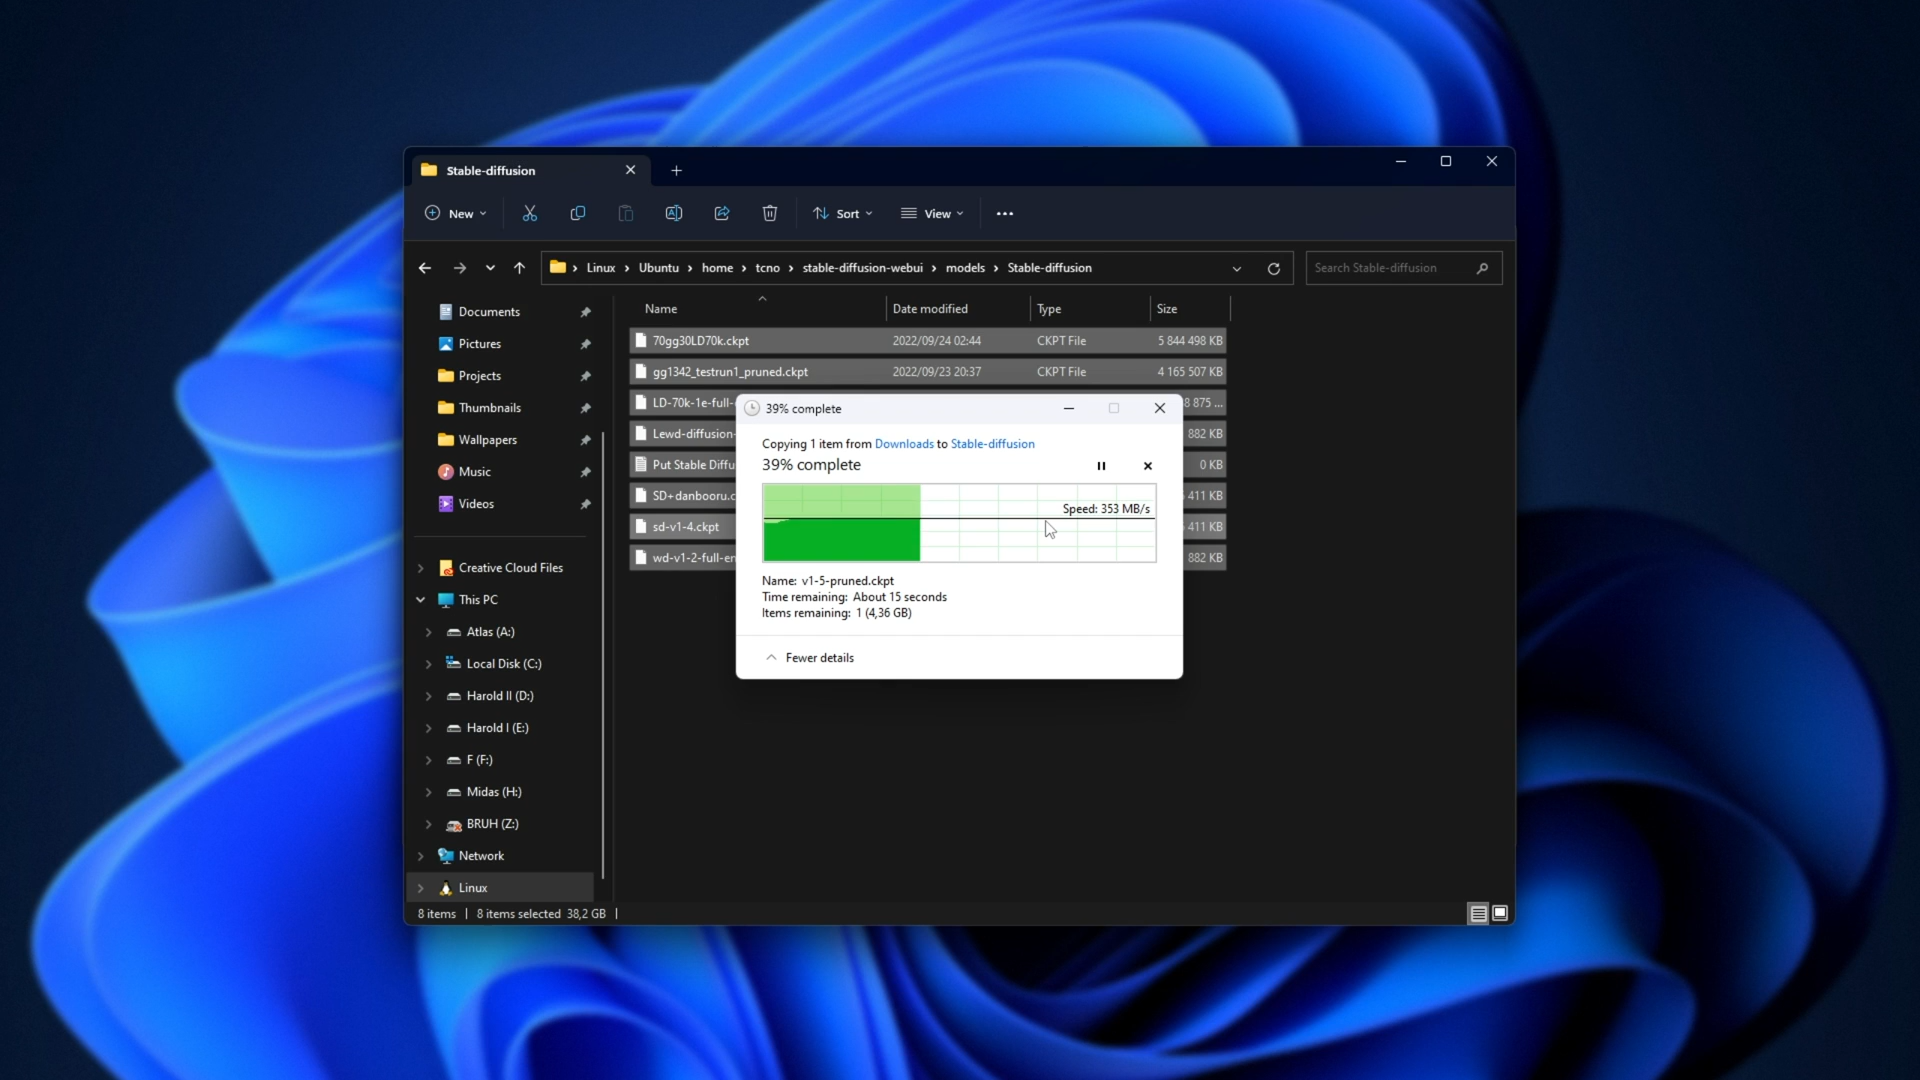 Stable-diffusion
New
Sort
View
Linux > Ubuntu > home > tcno > stable-diffusion-webui > models > Stable-diffusion
Search Stable-diffusion
Documents
Pictures
Projects
Thumbnails
Wallpapers
Music
Videos
Creative Cloud Files
This PC
Atlas (A:)
Local Disk (C:)
Harold II (D:)
Harold I (E:)
F (F:)
Midas (H:)
BRUH (Z:)
Network
Linux
Name Date modified Type Size
70gg30LD70k.ckpt 2022/09/24 02:44 CKPT File 5 844 498 KB
gg1342_testrun1_pruned.ckpt 2022/09/23 20:37 CKPT File 4 165 507 KB
LD-70k-1e-full- 8 875 ...
Lewd-diffusion- 882 KB
Put Stable Diffu 0 KB
SD+danbooru.c 411 KB
sd-v1-4.ckpt 411 KB
wd-v1-2-full-en 882 KB
39% complete
Copying 1 item from Downloads to Stable-diffusion
39% complete
Speed: 353 MB/s
Name: v1-5-pruned.ckpt
Time remaining: About 15 seconds
Items remaining: 1 (4,36 GB)
Fewer details
8 items | 8 items selected 38,2 GB |